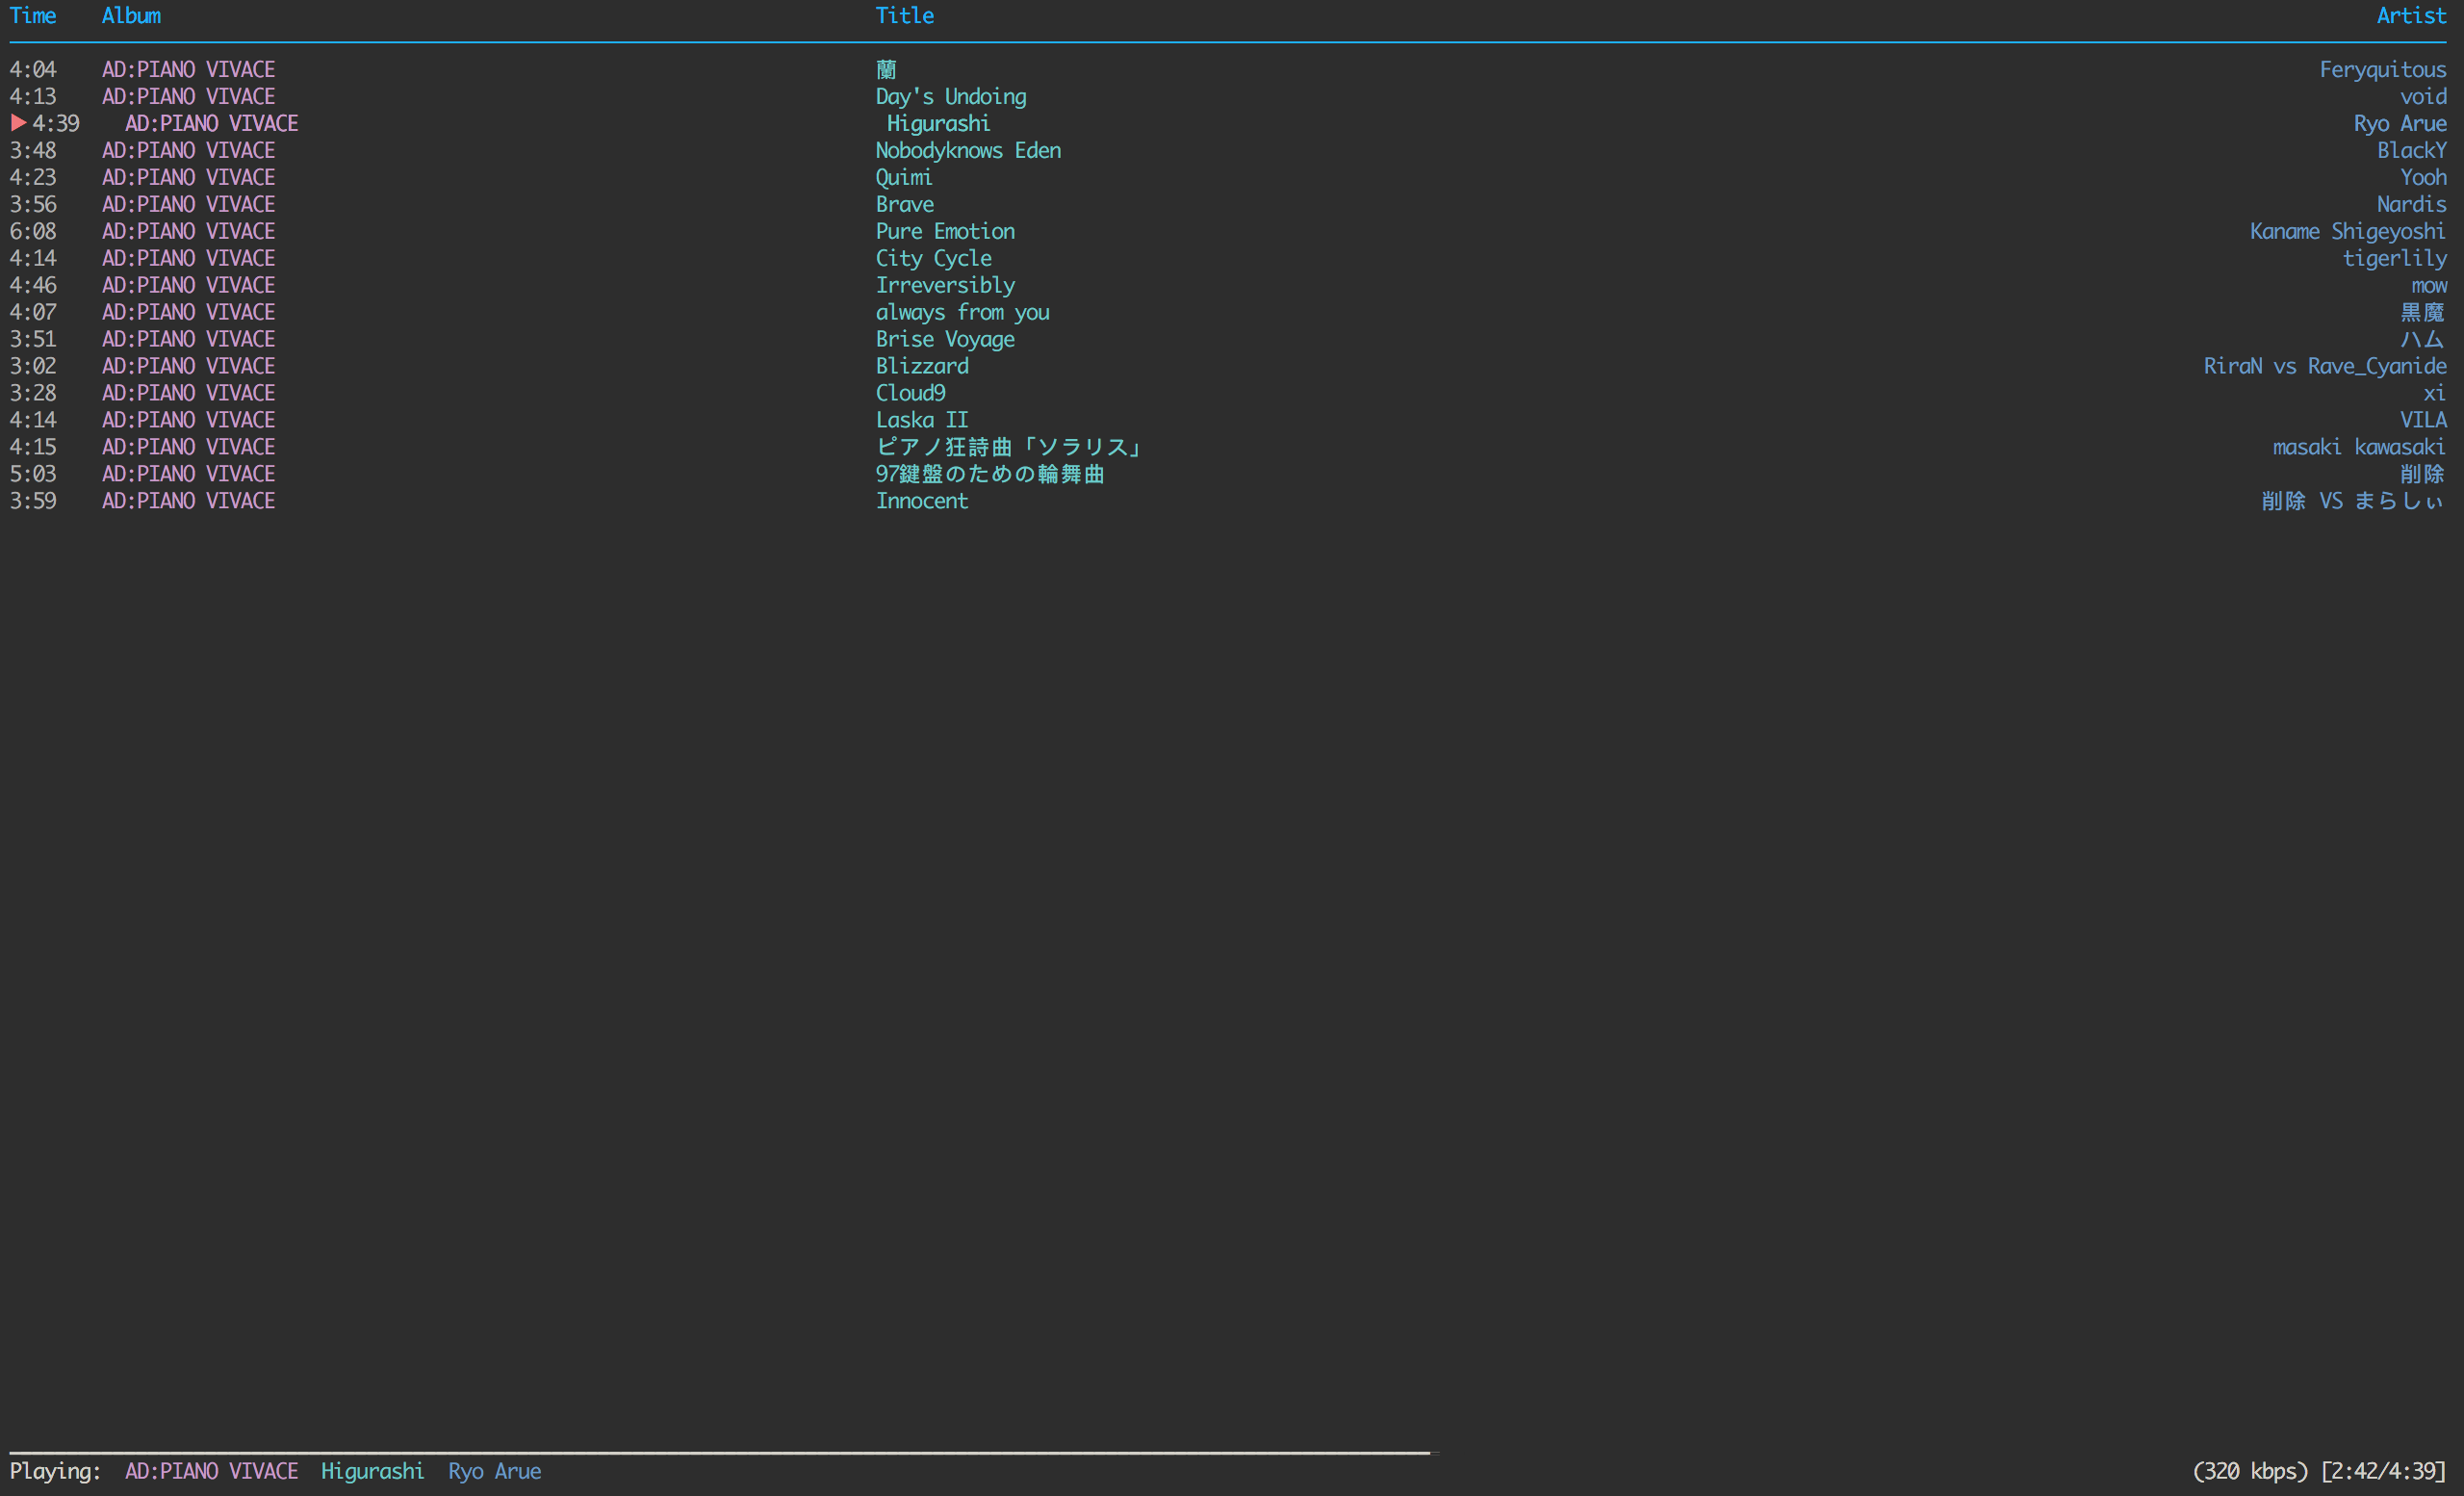 Time Album Title Artist
4:04 AD:PIANO VIVACE 蘭 Feryquitous
4:13 AD:PIANO VIVACE Day's Undoing void
▶ 4:39 AD:PIANO VIVACE Higurashi Ryo Arue
3:48 AD:PIANO VIVACE Nobodyknows Eden BlackY
4:23 AD:PIANO VIVACE Quimi Yooh
3:56 AD:PIANO VIVACE Brave Nardis
6:08 AD:PIANO VIVACE Pure Emotion Kaname Shigeyoshi
4:14 AD:PIANO VIVACE City Cycle tigerlily
4:46 AD:PIANO VIVACE Irreversibly mow
4:07 AD:PIANO VIVACE always from you 黒魔
3:51 AD:PIANO VIVACE Brise Voyage ハム
3:02 AD:PIANO VIVACE Blizzard RiraN vs Rave_Cyanide
3:28 AD:PIANO VIVACE Cloud9 xi
4:14 AD:PIANO VIVACE Laska II VILA
4:15 AD:PIANO VIVACE ピアノ狂詩曲「ソラリス」 masaki kawasaki
5:03 AD:PIANO VIVACE 97鍵盤のための輪舞曲 削除
3:59 AD:PIANO VIVACE Innocent 削除 VS まらしぃ
Playing: AD:PIANO VIVACE Higurashi Ryo Arue (320 kbps) [2:42/4:39]